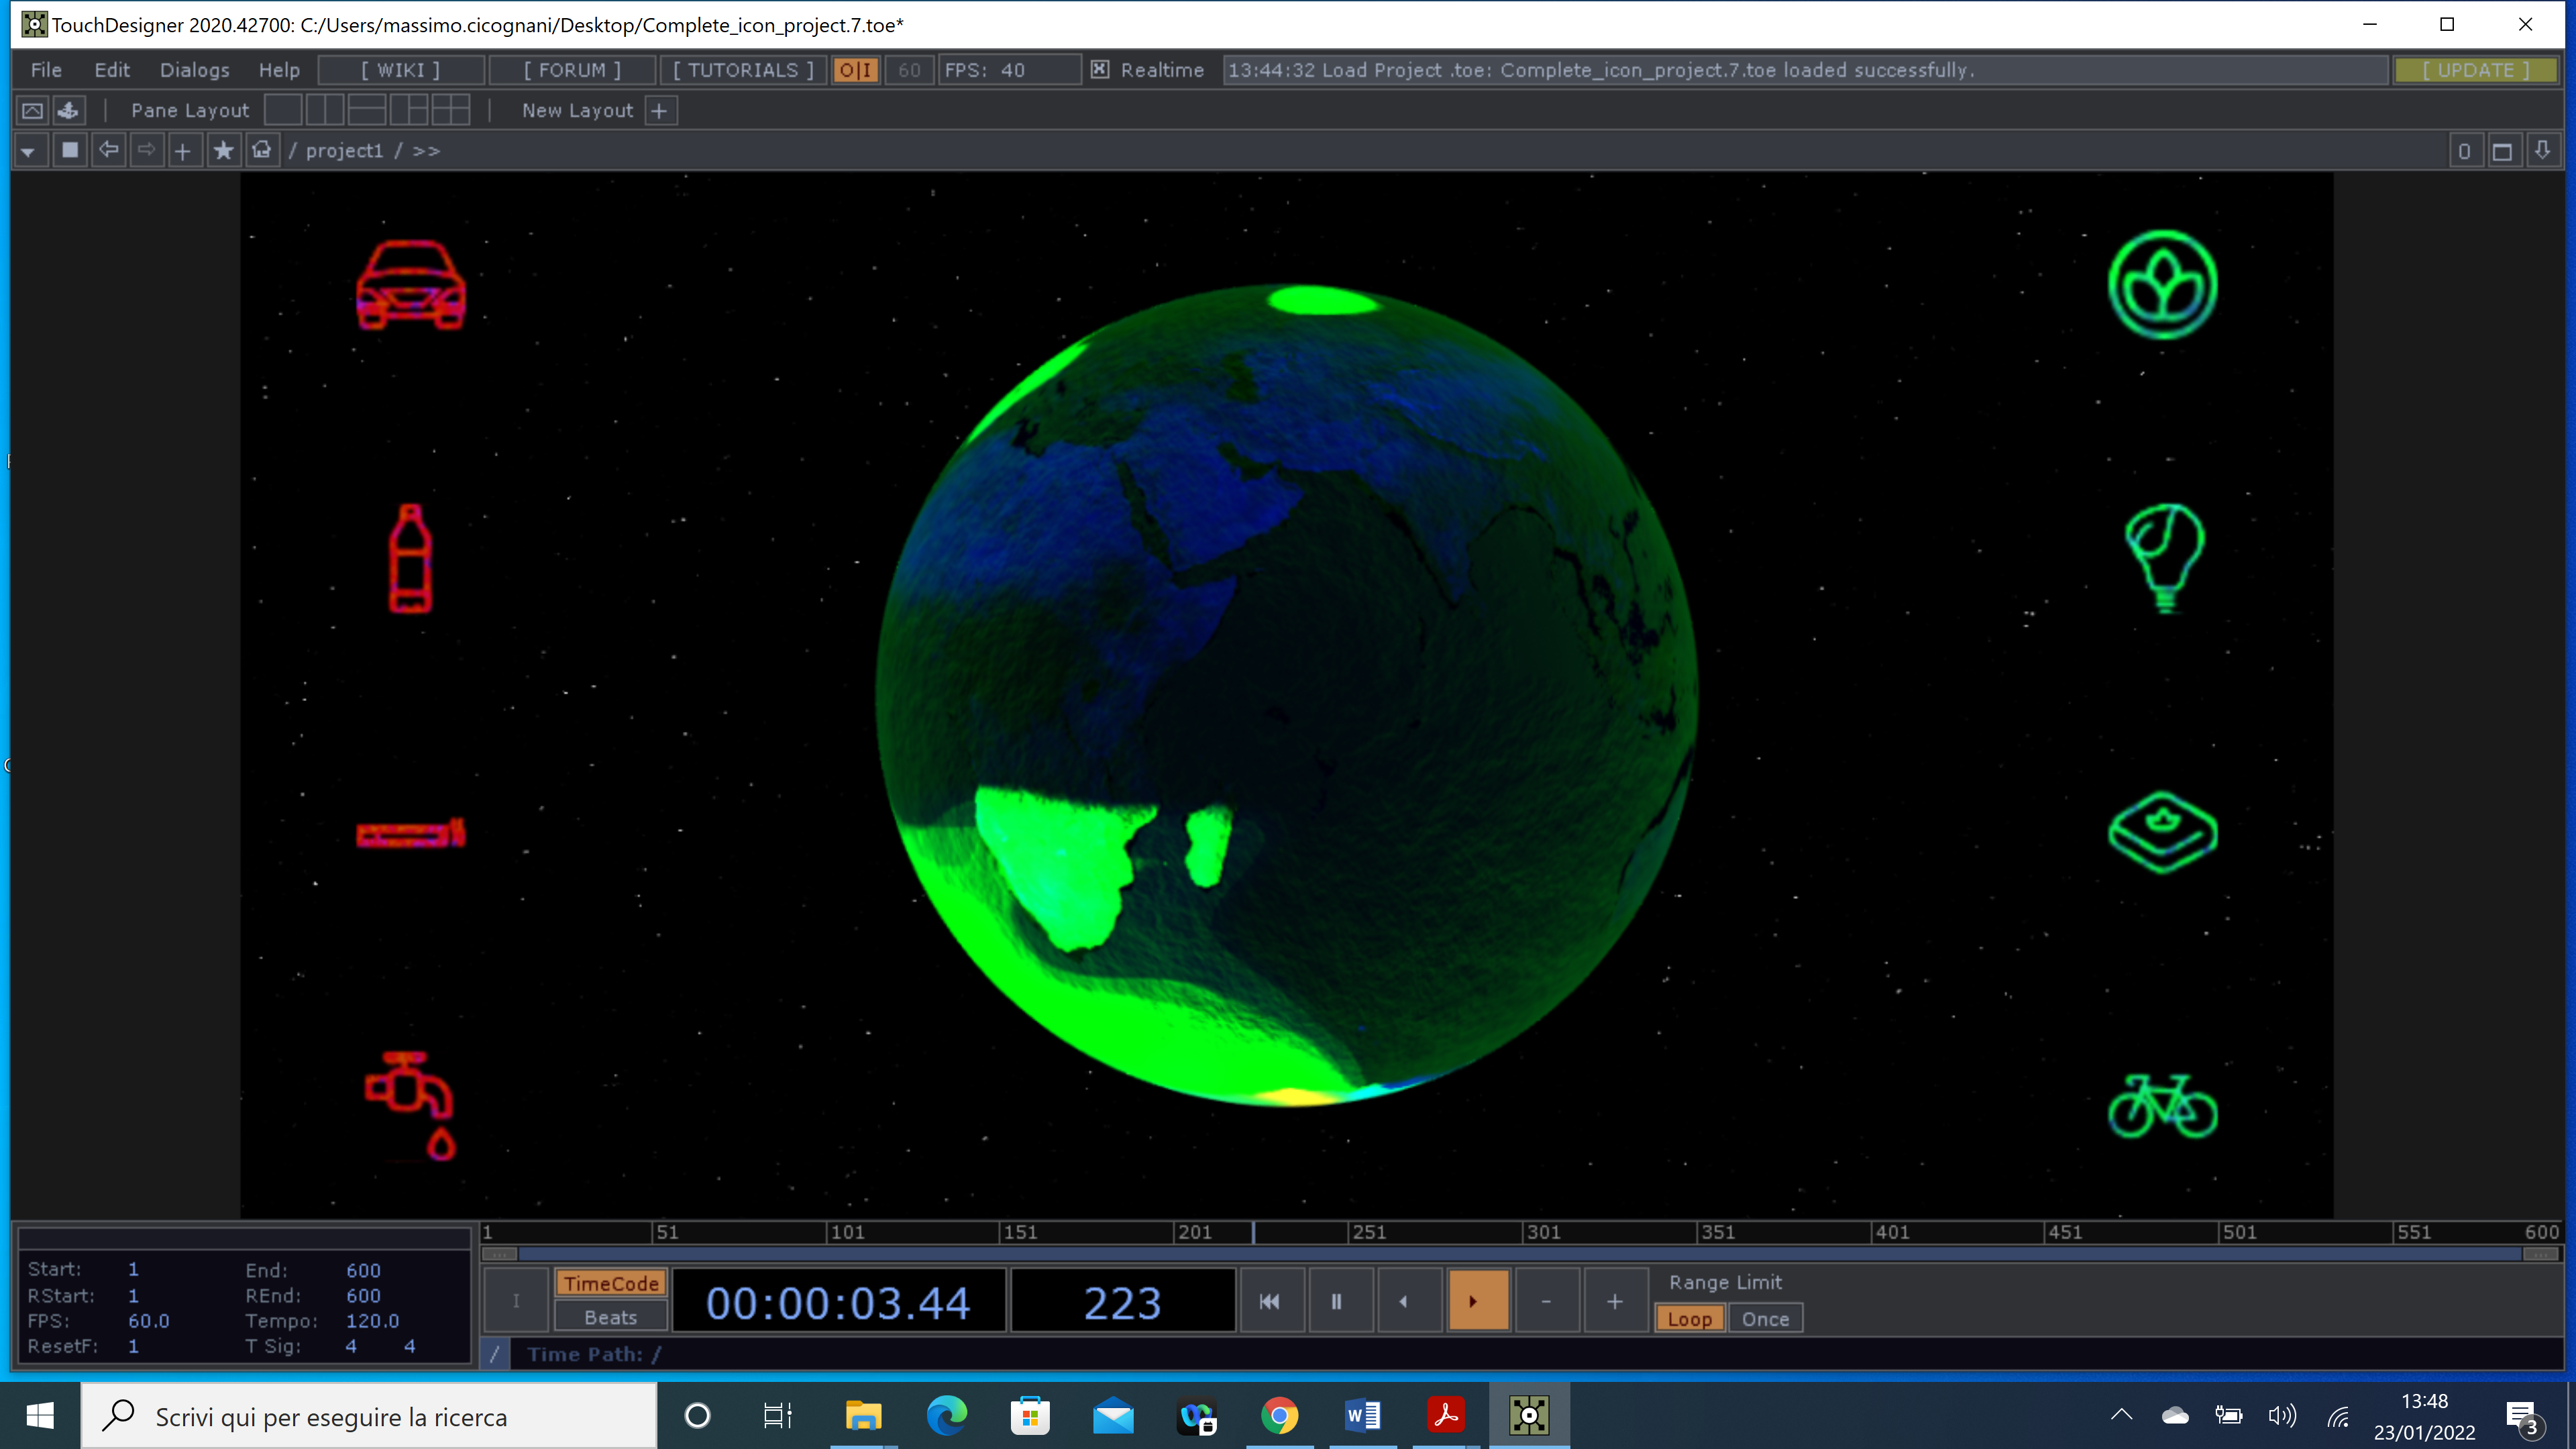 TouchDesigner 2020.42700: C:/Users/massimo.cicognani/Desktop/Complete_icon_project.7.toe*
File Edit Dialogs Help [ WIKI ] [ FORUM ] [ TUTORIALS ] O|I 60 FPS: 40 Realtime 13:44:32 Load Project .toe: Complete_icon_project.7.toe loaded successfully. [ UPDATE ]
Pane Layout New Layout +
/ project1 / >> 0
1 51 101 151 201 251 301 351 401 451 501 551 600
Start: 1 End: 600
RStart: 1 REnd: 600
FPS: 60.0 Tempo: 120.0
ResetF: 1 T Sig: 4 4
I TimeCode 00:00:03.44 223 - + Range Limit
Beats Loop Once
/ Time Path: /
Scrivi qui per eseguire la ricerca
13:48
23/01/2022
3